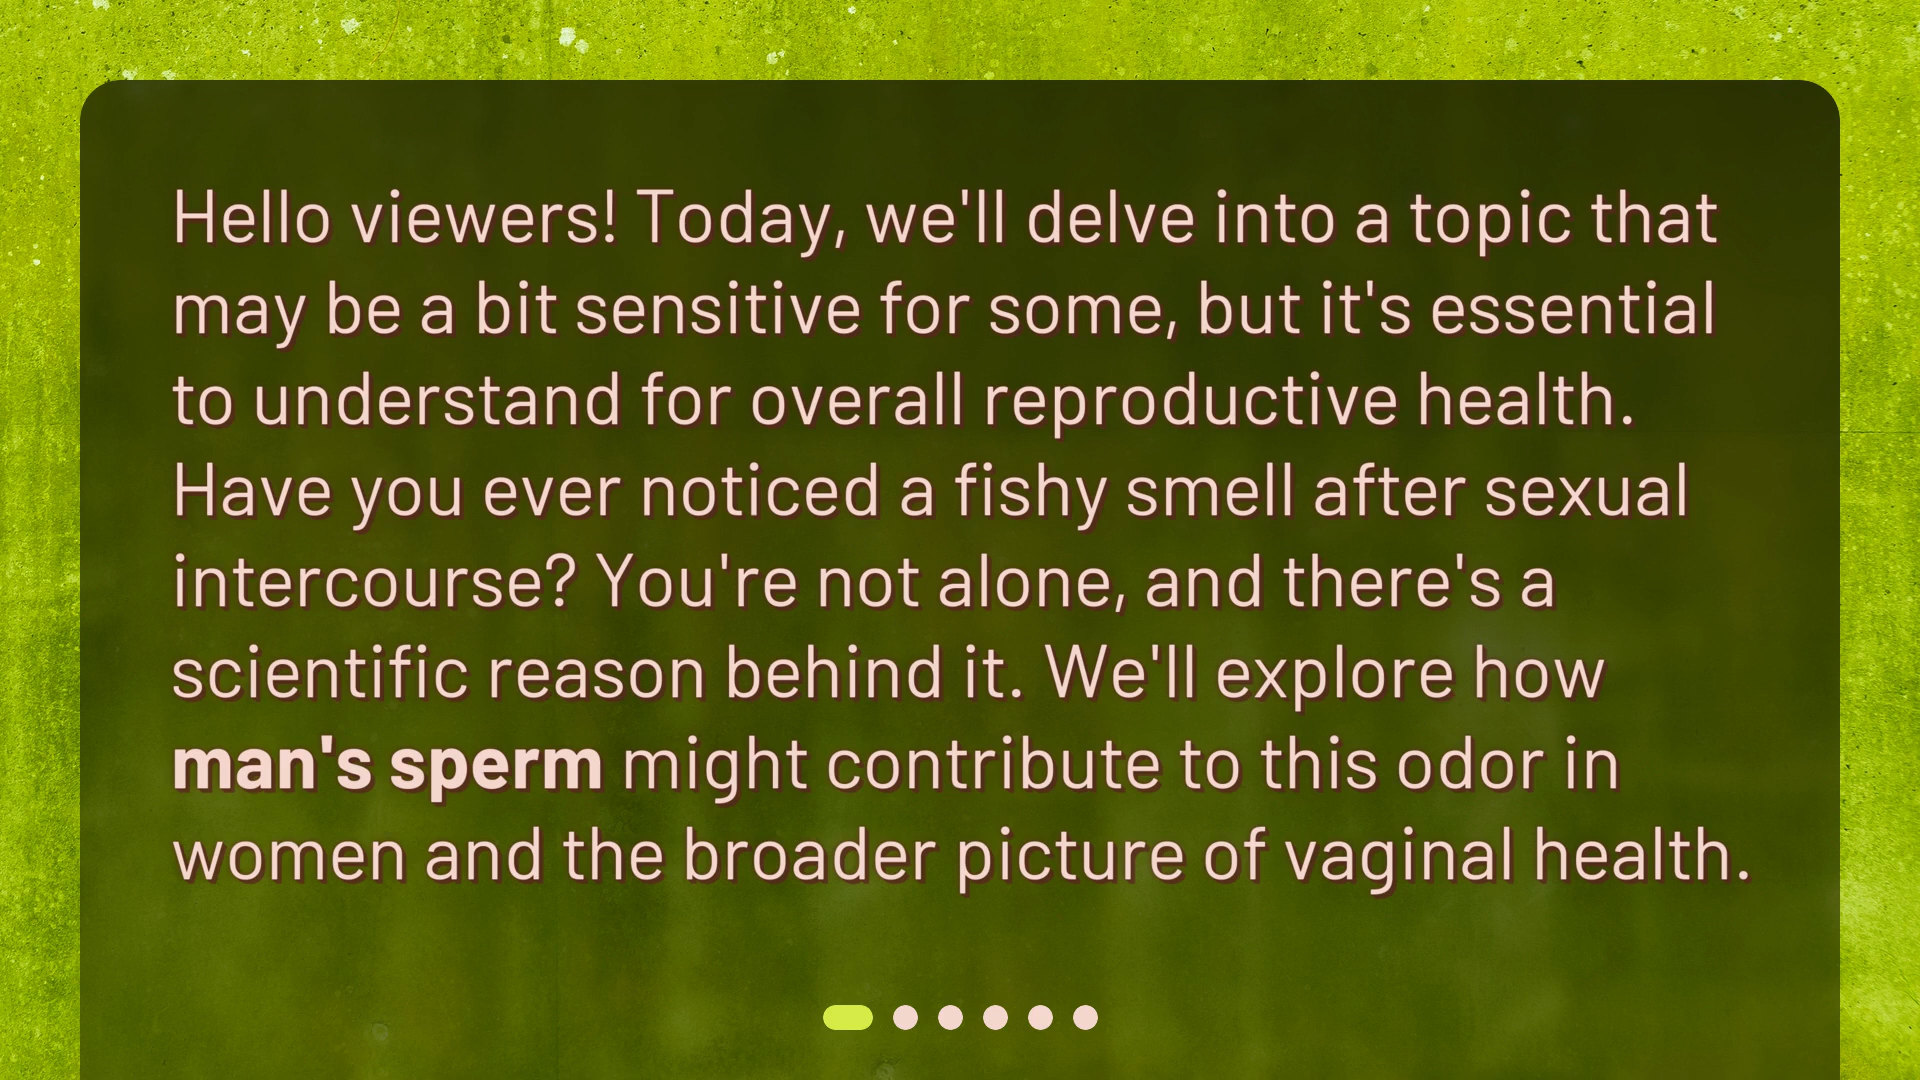 Hello viewers! Today, we'll delve into a topic that
may be a bit sensitive for some, but it's essential
to understand for overall reproductive health.
Have you ever noticed a fishy smell after sexual
intercourse? You're not alone, and there's a
scientific reason behind it. We'll explore how
man's sperm might contribute to this odor in
women and the broader picture of vaginal health.